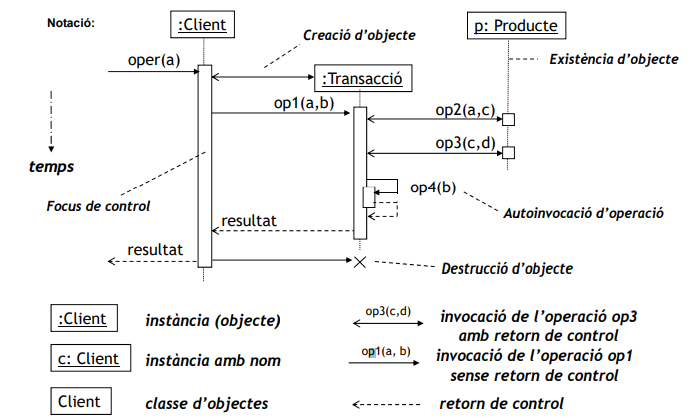 Notació:
:Client
p: Producte
Creació d'objecte
oper(a)
Existència d'objecte
:Transacció
op1(a,b)
op2(a,c)
op3(c,d)
temps
op4(b)
Focus de control
Autoinvocació d'operació
resultat
resultat
Destrucció d'objecte
:Client
instància (objecte)
op3(c,d)
invocació de l'operació op3
amb retorn de control
c: Client
instància amb nom
op1(a, b)
invocació de l'operació op1
sense retorn de control
Client
classe d'objectes
retorn de control